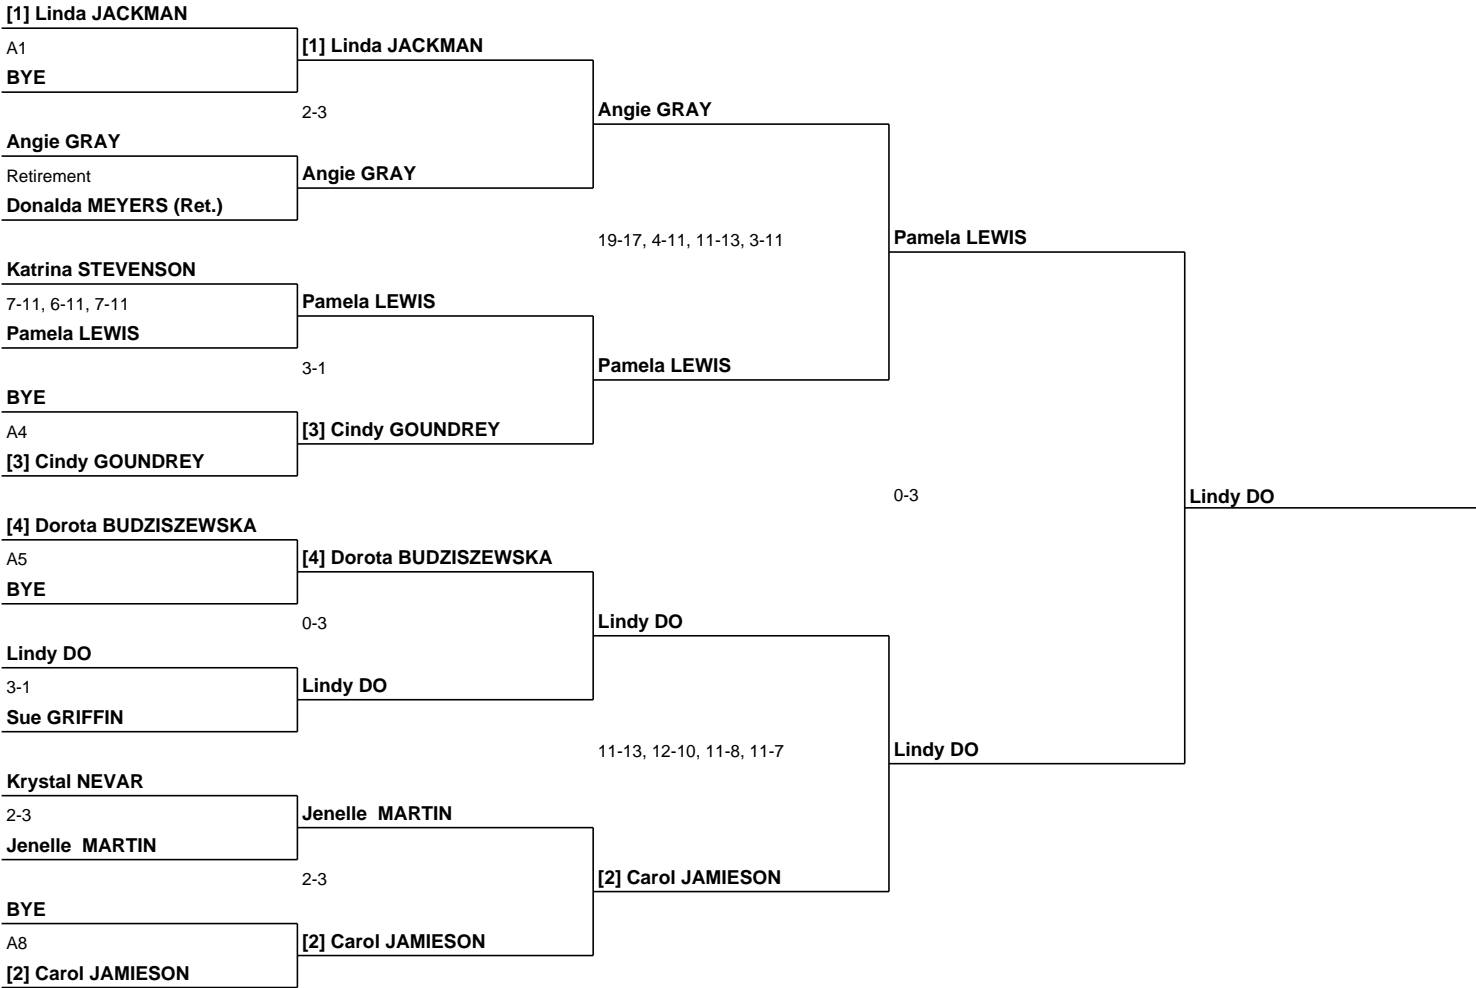 [1] Linda JACKMAN
A1
BYE
Angie GRAY
Retirement
Donalda MEYERS (Ret.)
Katrina STEVENSON
7-11, 6-11, 7-11
Pamela LEWIS
BYE
A4
[3] Cindy GOUNDREY
[4] Dorota BUDZISZEWSKA
A5
BYE
Lindy DO
3-1
Sue GRIFFIN
Krystal NEVAR
2-3
Jenelle  MARTIN
BYE
A8
[2] Carol JAMIESON
[1] Linda JACKMAN
2-3
Angie GRAY
Pamela LEWIS
3-1
[3] Cindy GOUNDREY
[4] Dorota BUDZISZEWSKA
0-3
Lindy DO
Jenelle  MARTIN
2-3
[2] Carol JAMIESON
Angie GRAY
19-17, 4-11, 11-13, 3-11
Pamela LEWIS
Lindy DO
11-13, 12-10, 11-8, 11-7
[2] Carol JAMIESON
Pamela LEWIS
0-3
Lindy DO
Lindy DO